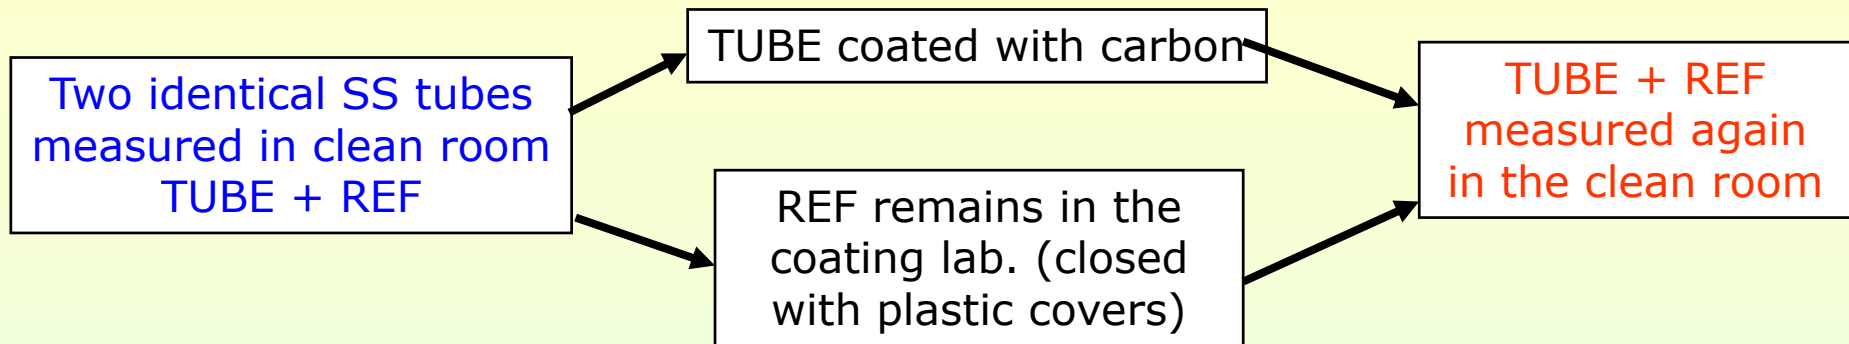 Two identical SS tubes
measured in clean room
TUBE + REF
TUBE coated with carbon
REF remains in the
coating lab. (closed
with plastic covers)
TUBE + REF
measured again
in the clean room